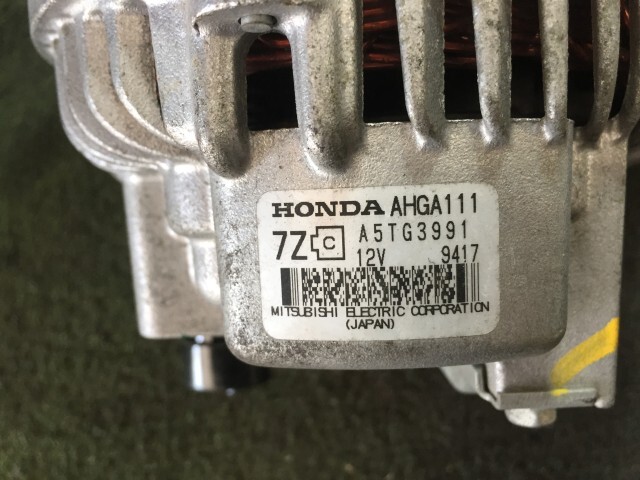 HONDA AHGA111
7Z C A5TG3991
12V 9417
MITSUBISHI ELECTRIC CORPORATION
(JAPAN)